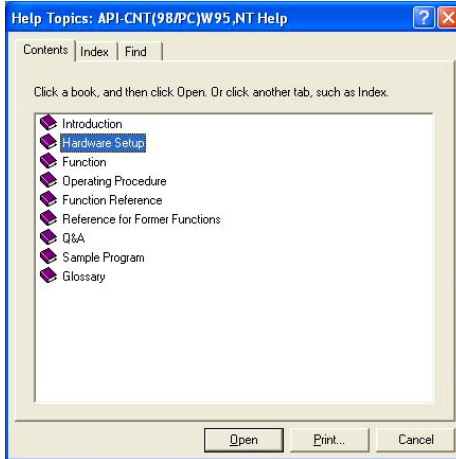 Help Topics: API-CNT(98/PC)W95,NT Help
Contents Index Find
Click a book, and then click Open. Or click another tab, such as Index.
Introduction
Hardware Setup
Function
Operating Procedure
Function Reference
Reference for Former Functions
Q&A
Sample Program
Glossary
Open Print... Cancel